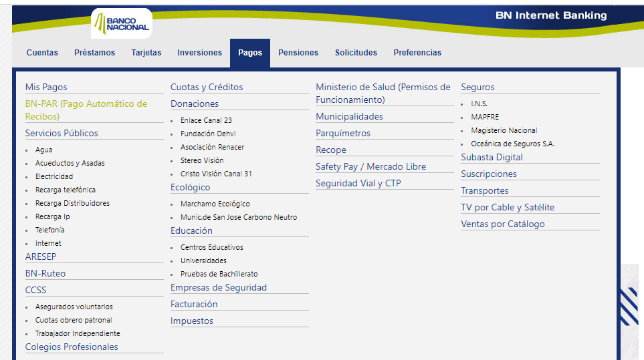 BANCO
NACIONAL
BN Internet Banking
Cuentas Préstamos Tarjetas Inversiones Pagos Pensiones Solicitudes Preferencias
Mis Pagos
BN-PAR (Pago Automático de
Recibos)
Servicios Públicos
Agua
Acueductos y Asadas
Electricidad
Recarga telefónica
Recarga Distribuidores
Recarga Ip
Telefonía
Internet
ARESEP
BN-Ruteo
CCSS
Asegurados voluntarios
Cuotas obrero patronal
Trabajador Independiente
Colegios Profesionales
Cuotas y Créditos
Donaciones
Enlace Canal 23
Fundación Dehvi
Asociación Renacer
Stereo Visión
Cristo Visión Canal 31
Ecológico
Marchamo Ecológico
Munic.de San Jose Carbono Neutro
Educación
Centros Educativos
Universidades
Pruebas de Bachillerato
Empresas de Seguridad
Facturación
Impuestos
Ministerio de Salud (Permisos de
Funcionamiento)
Municipalidades
Parquímetros
Recope
Safety Pay / Mercado Libre
Seguridad Vial y CTP
Seguros
I.N.S.
MAPFRE
Magisterio Nacional
Oceánica de Seguros S.A.
Subasta Digital
Suscripciones
Transportes
TV por Cable y Satélite
Ventas por Catálogo